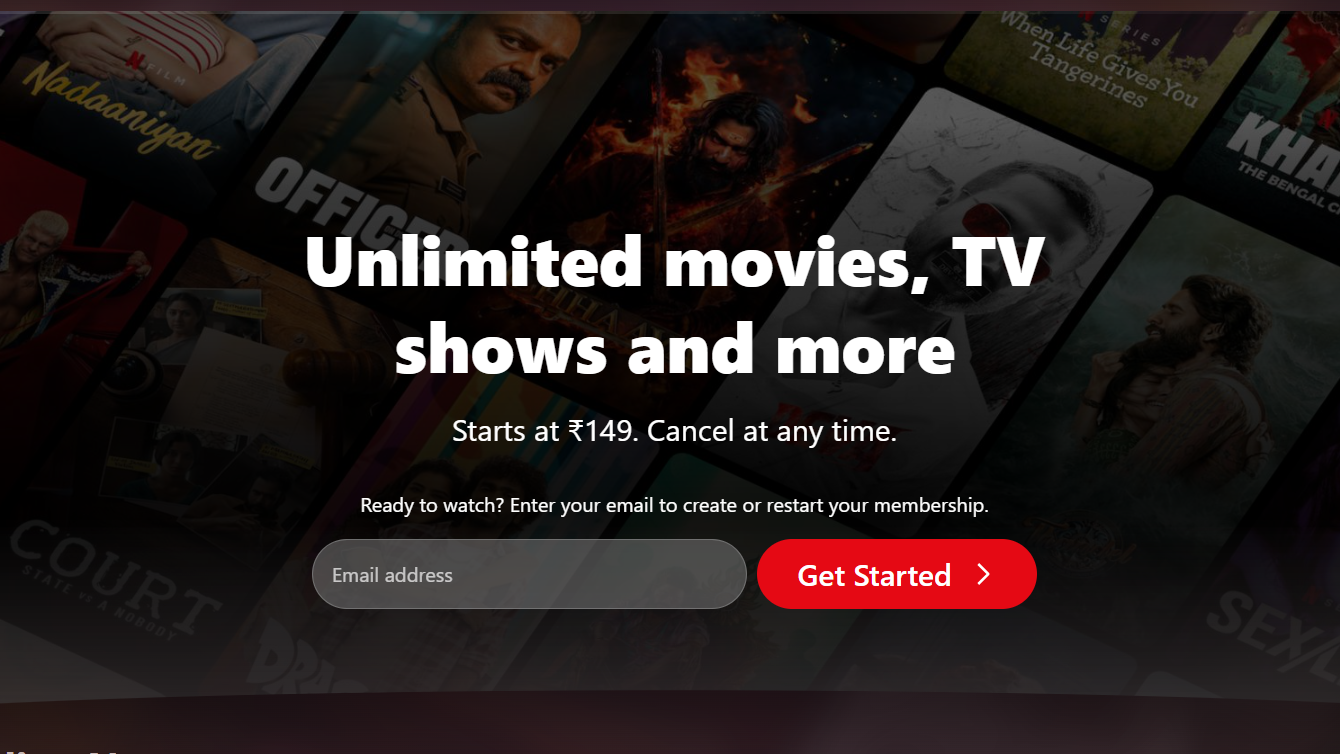 N FILM
SERIES
Nadaaniyan
When Life Gives You
Tangerines
OFFICER
THE BENGAL C
Unlimited movies, TV
shows and more
Starts at ₹149. Cancel at any time.
Ready to watch? Enter your email to create or restart your membership.
Email address
Get Started
COURT
STATE vs A NOBODY
SEX/L